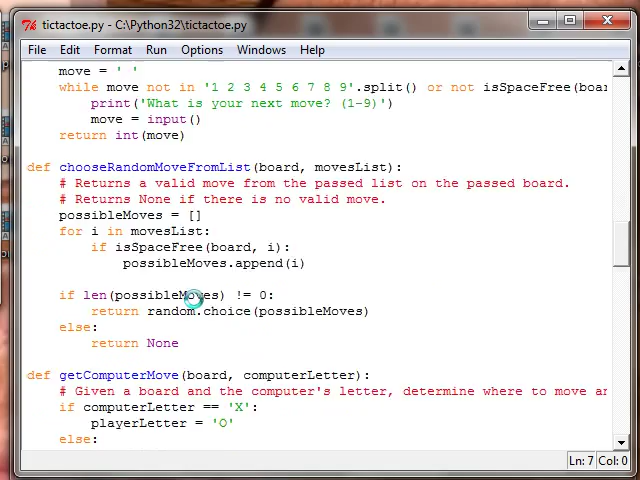 tictactoe.py - C:\Python32\tictactoe.py
File Edit Format Run Options Windows Help
move = ' '
while move not in '1 2 3 4 5 6 7 8 9'.split() or not isSpaceFree(boar
print('What is your next move? (1-9)')
move = input()
return int(move)
def chooseRandomMoveFromList(board, movesList):
# Returns a valid move from the passed list on the passed board.
# Returns None if there is no valid move.
possibleMoves = []
for i in movesList:
if isSpaceFree(board, i):
possibleMoves.append(i)
if len(possibleMoves) != 0:
return random.choice(possibleMoves)
else:
return None
def getComputerMove(board, computerLetter):
# Given a board and the computer's letter, determine where to move an
if computerLetter == 'X':
playerLetter = 'O'
else:
Ln: 7 Col: 0